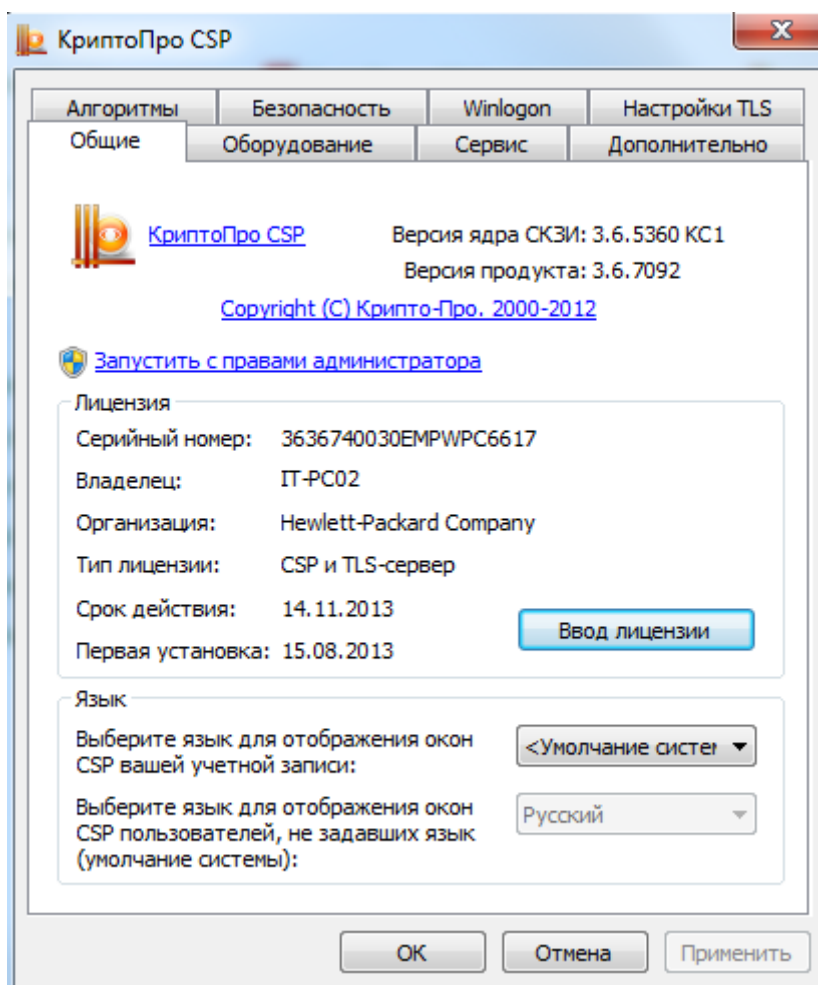 КриптоПро CSP
Алгоритмы Безопасность Winlogon Настройки TLS
Общие Оборудование Сервис Дополнительно
КриптоПро CSP Версия ядра СКЗИ: 3.6.5360 КС1
Версия продукта: 3.6.7092
Copyright (C) Крипто-Про. 2000-2012
Запустить с правами администратора
Лицензия
Серийный номер: 3636740030EMPWPC6617
Владелец: IT-PC02
Организация: Hewlett-Packard Company
Тип лицензии: CSP и TLS-сервер
Срок действия: 14.11.2013
Ввод лицензии
Первая установка: 15.08.2013
Язык
Выберите язык для отображения окон
CSP вашей учетной записи:
<Умолчание систем
Выберите язык для отображения окон
CSP пользователей, не задавших язык
(умолчание системы):
Русский
ОК Отмена Применить